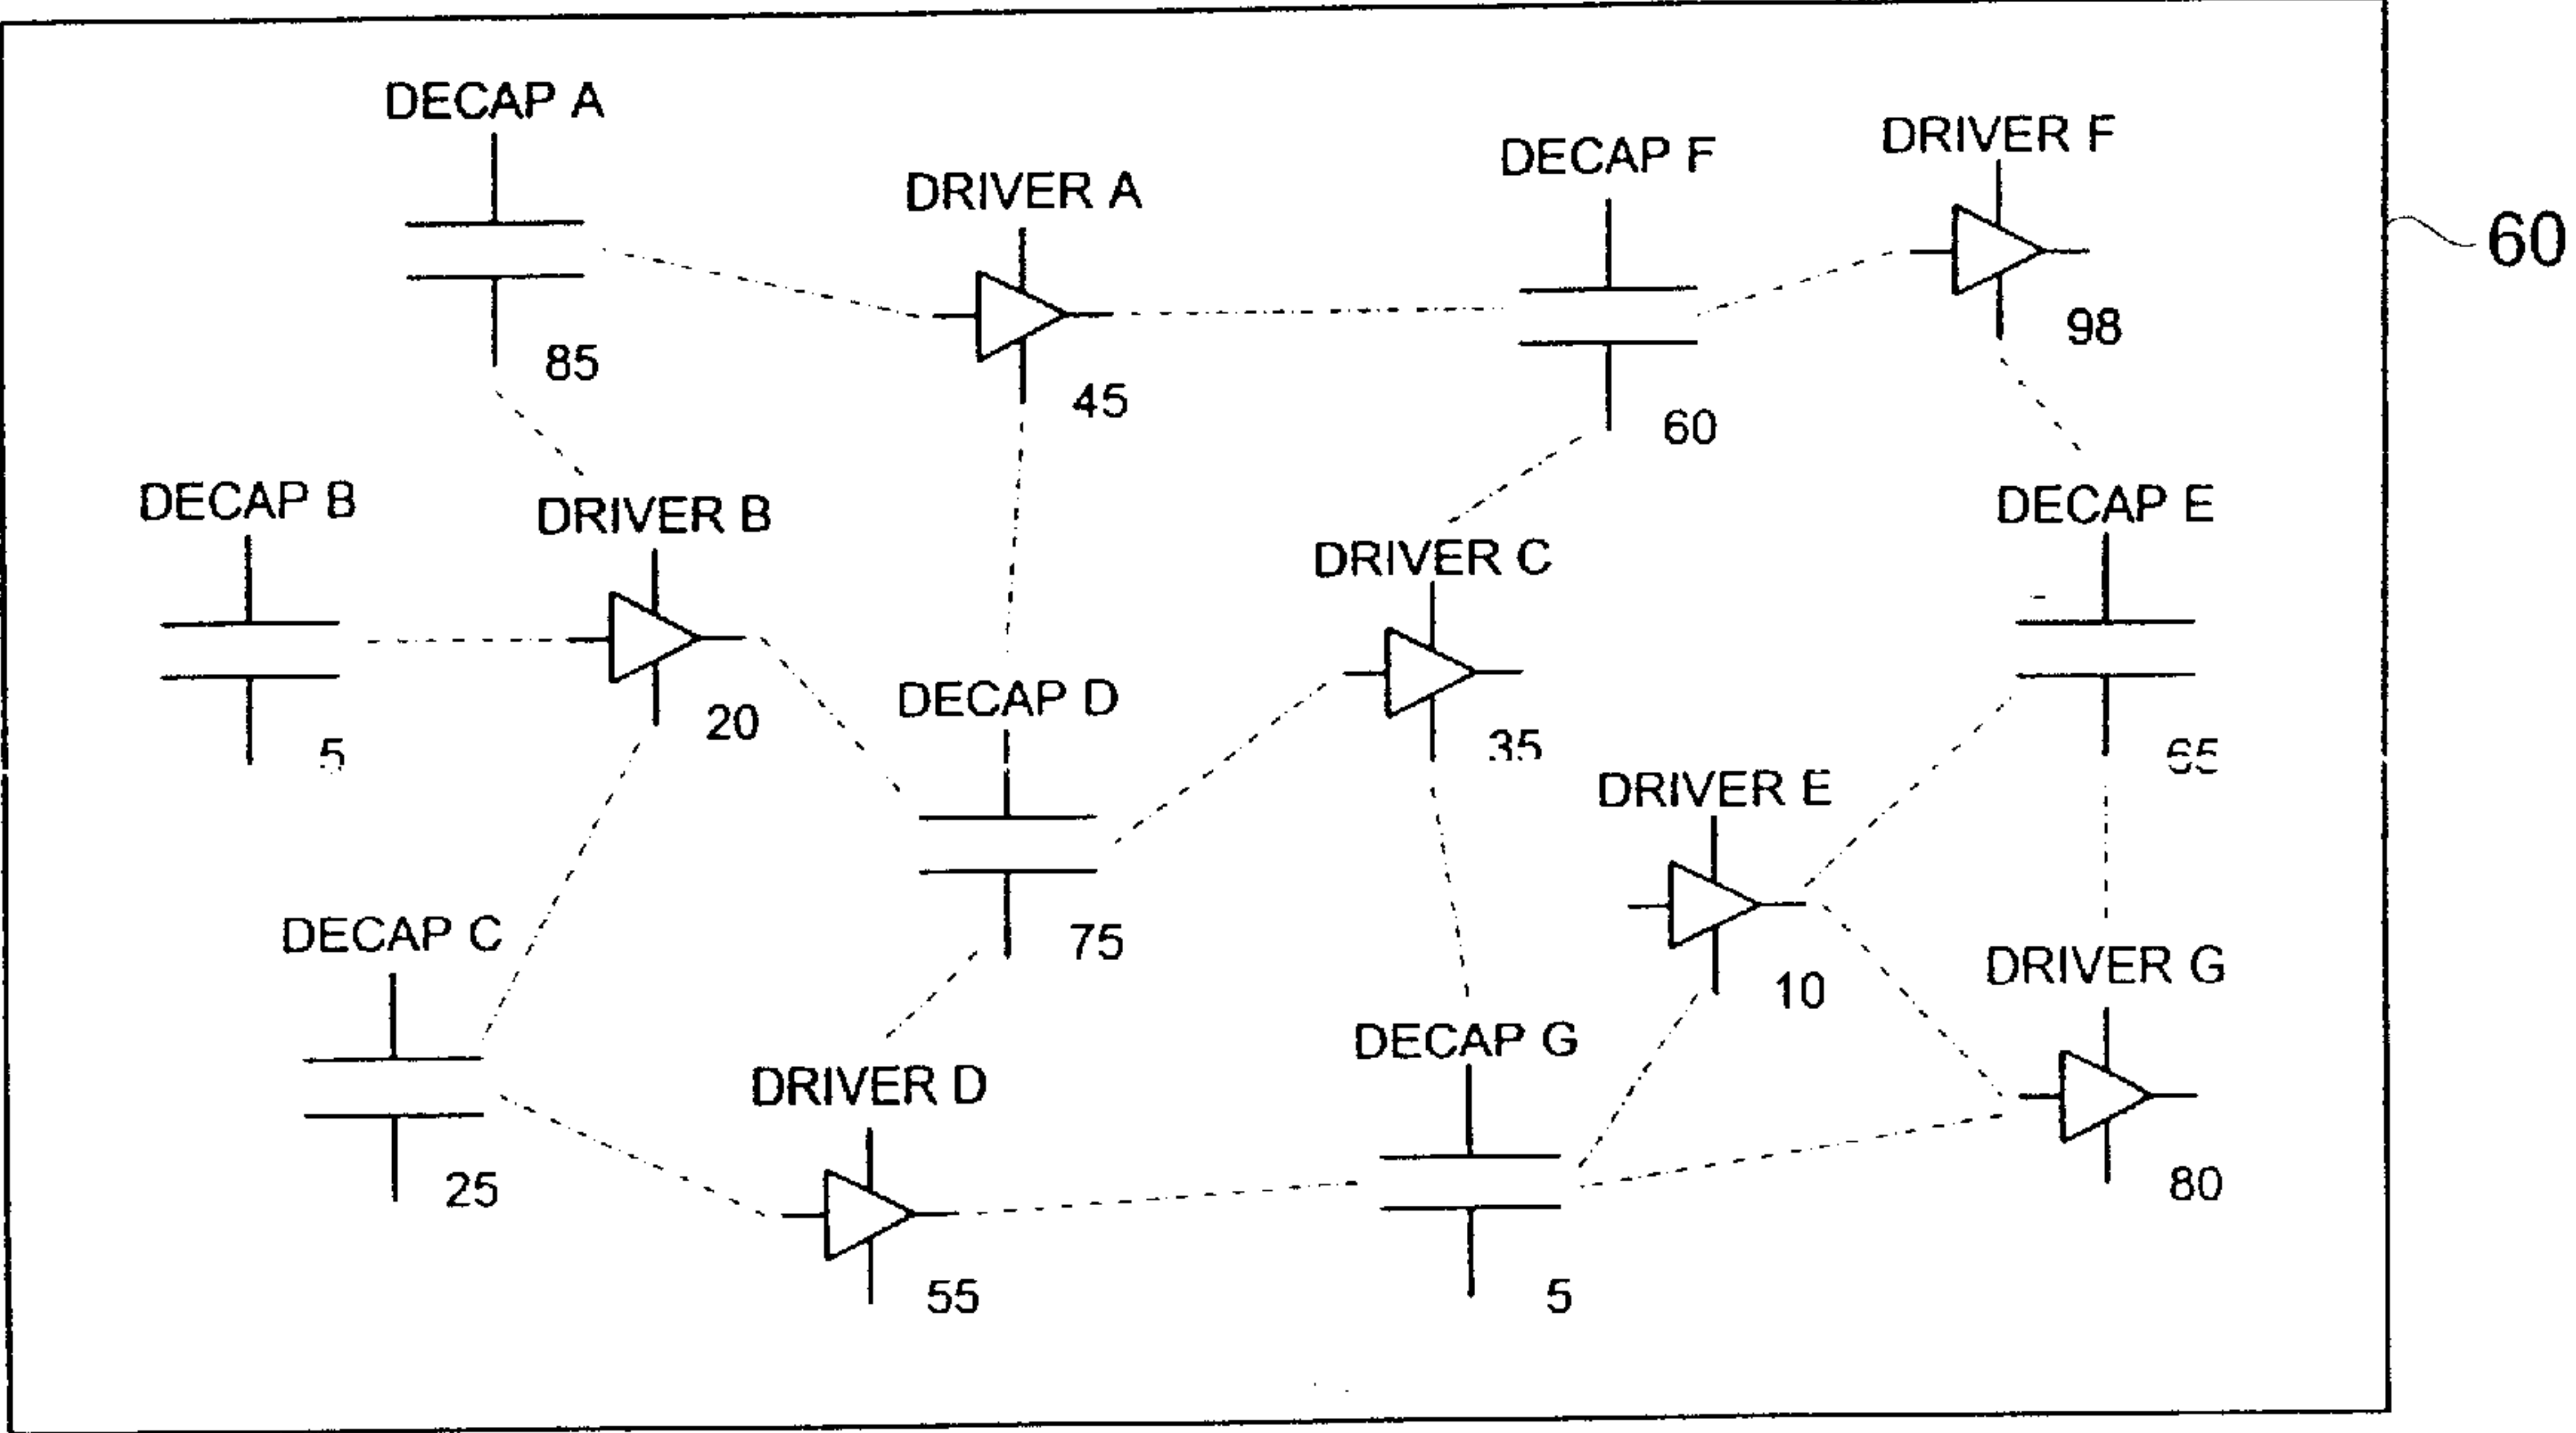 DECAP A
DRIVER F
DECAP F
DRIVER A
60
98
85
45
60
DECAP B
DECAP E
DRIVER B
DRIVER C
DECAP D
20
35
5
65
DRIVER E
DECAP C
75
DRIVER G
10
DECAP G
DRIVER D
80
25
55
5